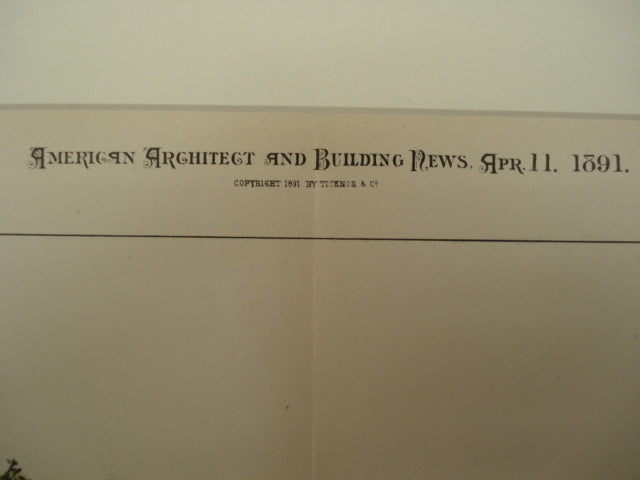 American Architect and Building News. Apr. 11. 1891.
COPYRIGHT 1891 BY TICKNOR & Co